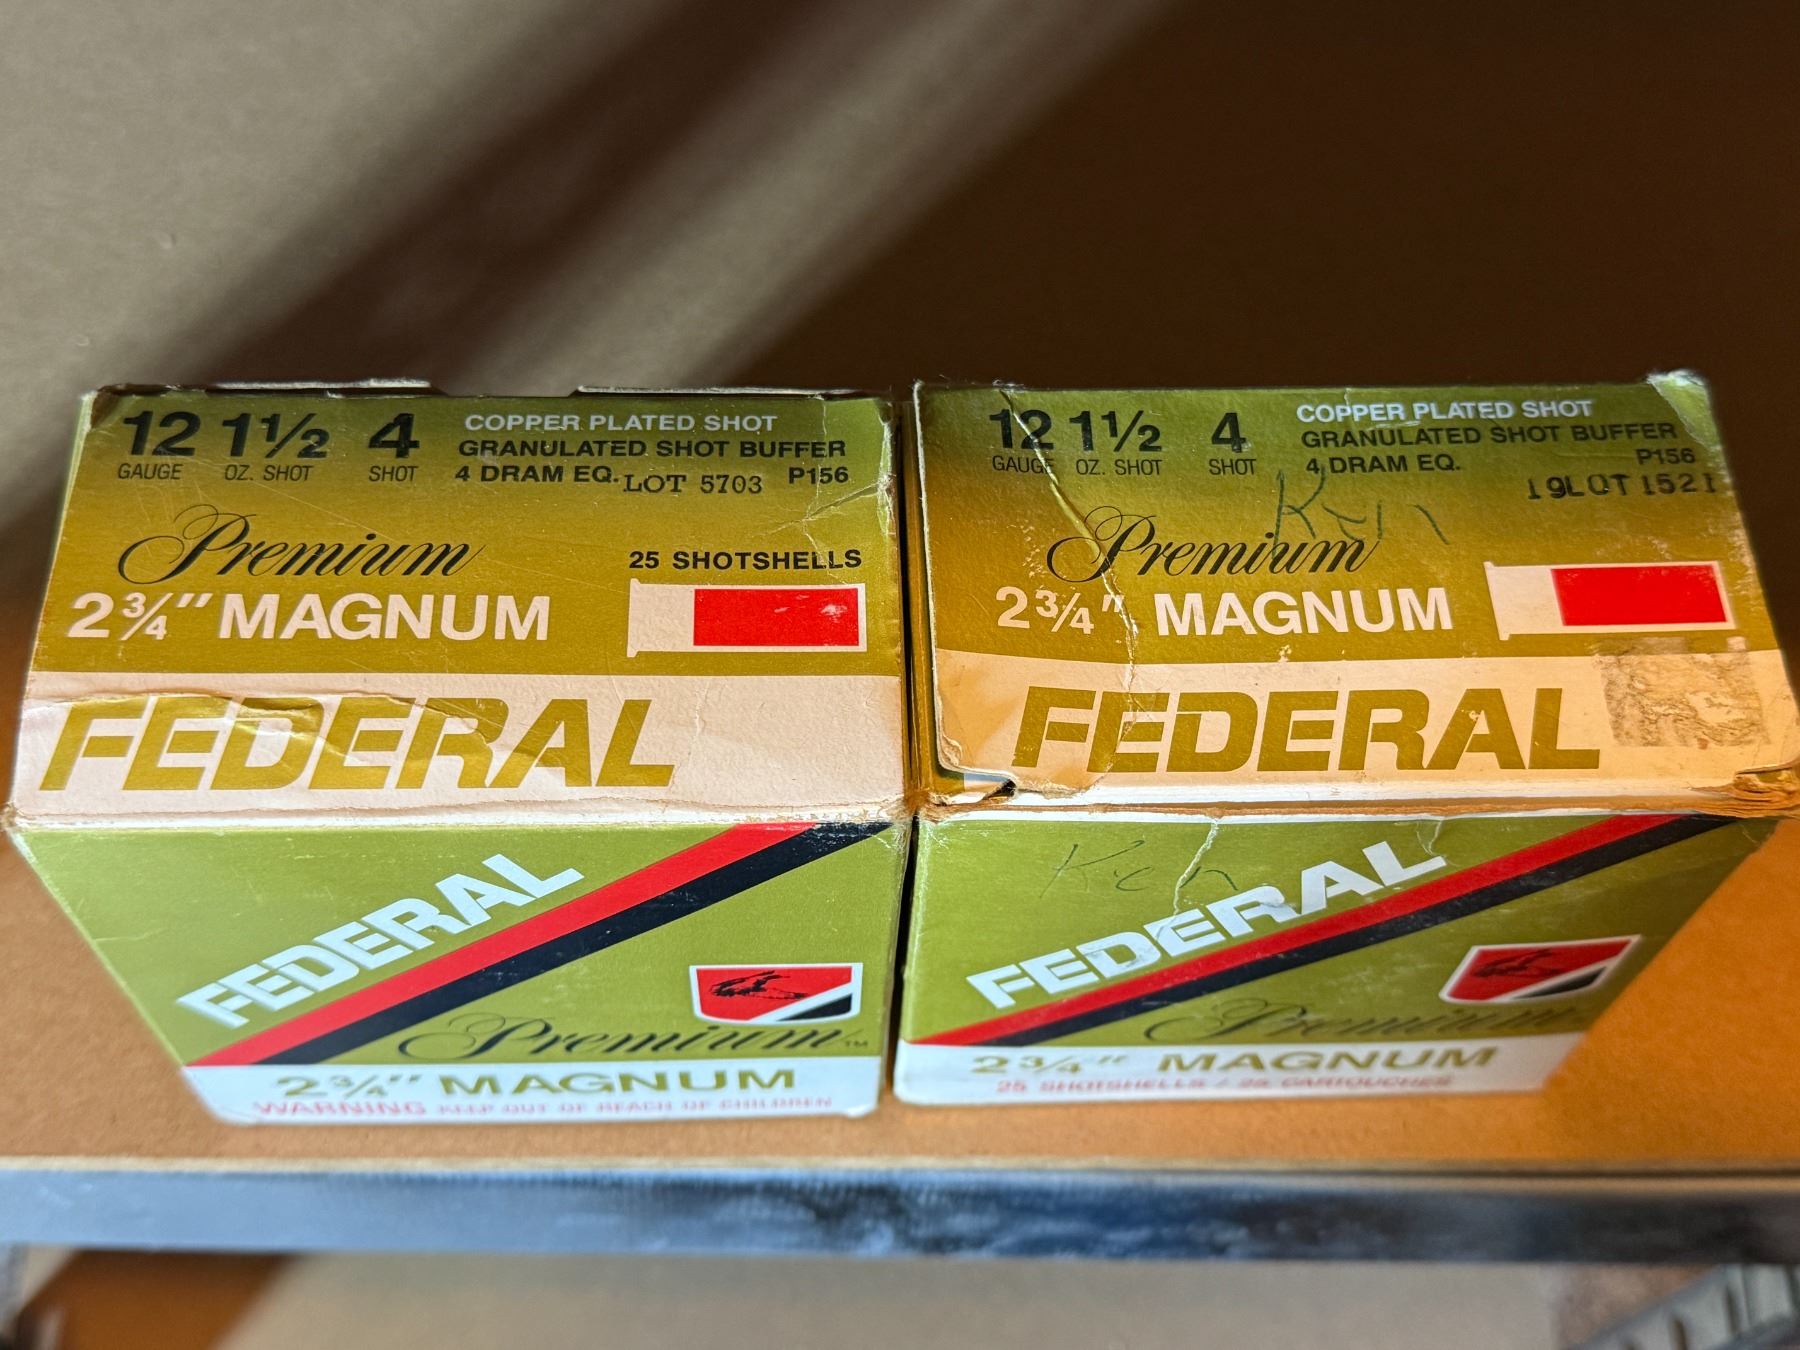 12 1½ 4 COPPER PLATED SHOT
GAUGE OZ. SHOT SHOT GRANULATED SHOT BUFFER
4 DRAM EQ. LOT 5703 P156
Premium
25 SHOTSHELLS
2¾" MAGNUM
FEDERAL
FEDERAL
Premium™
2¾" MAGNUM
WARNING KEEP OUT OF REACH OF CHILDREN
12 1½ 4 COPPER PLATED SHOT
GAUGE OZ. SHOT SHOT GRANULATED SHOT BUFFER
4 DRAM EQ. P156
19LOT1521
Ken
Premium
2¾" MAGNUM
FEDERAL
Ken
FEDERAL
Premium
2¾" MAGNUM
25 SHOTSHELLS / 25 CARTOUCHES